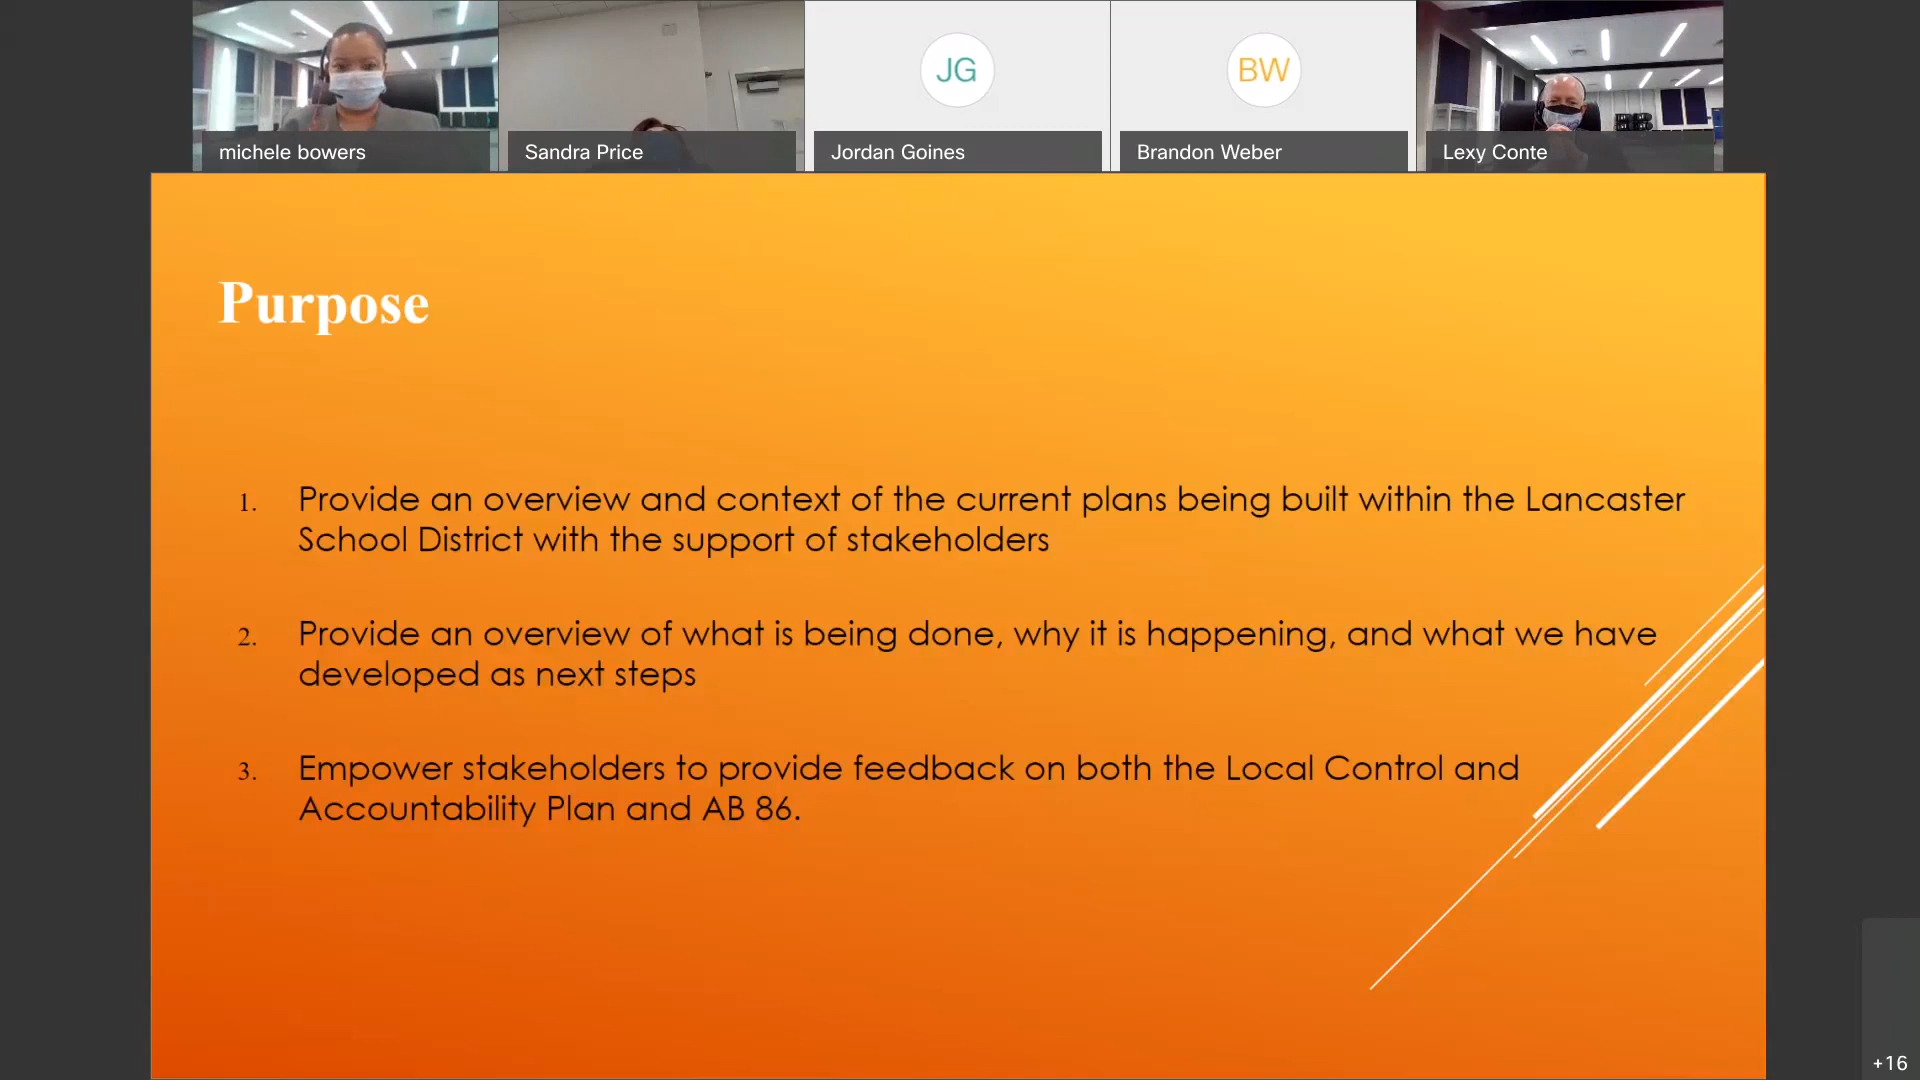 JG
BW
michele bowers
Sandra Price
Jordan Goines
Brandon Weber
Lexy Conte
Purpose
1. Provide an overview and context of the current plans being built within the Lancaster
School District with the support of stakeholders
2. Provide an overview of what is being done, why it is happening, and what we have
developed as next steps
3. Empower stakeholders to provide feedback on both the Local Control and
Accountability Plan and AB 86.
+16